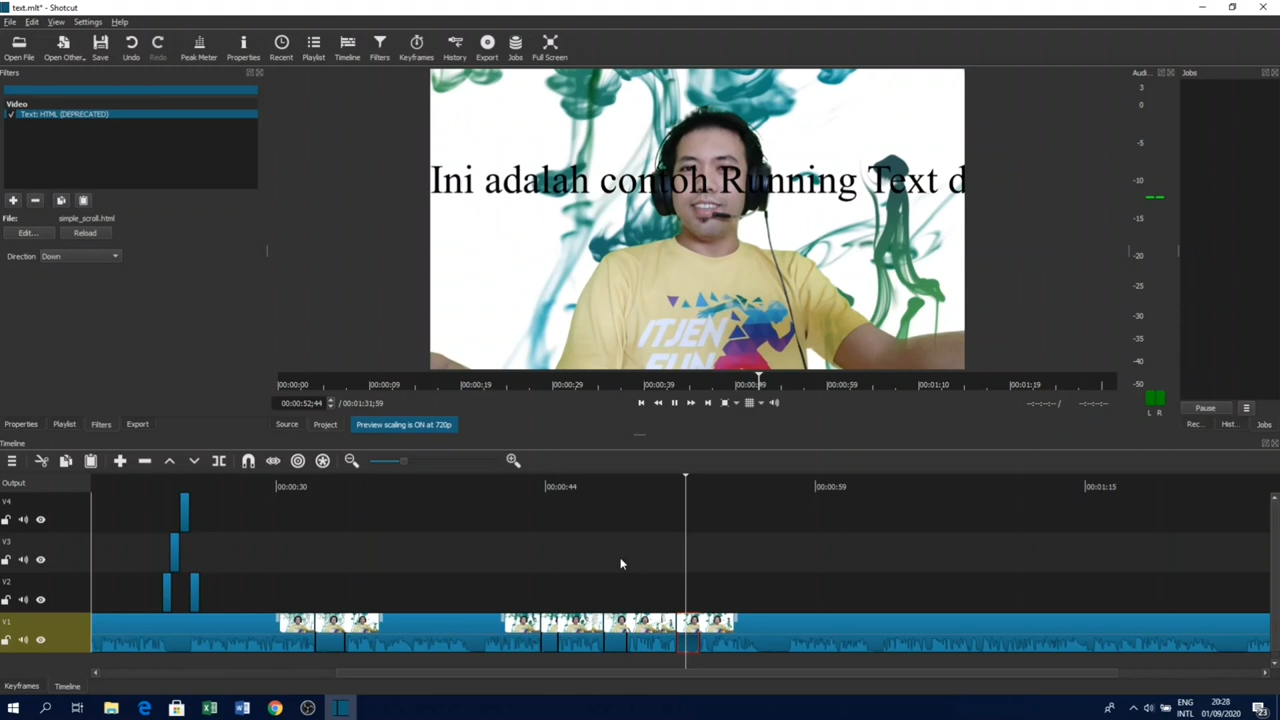 text.mlt* - Shotcut
File Edit View Settings Help
Open File Open Other.. Save Undo Redo Peak Meter Properties Recent Playlist Timeline Filters Keyframes History Export Jobs Full Screen
Filters
Audi...
Jobs
Video
✓ Text: HTML (DEPRECATED)
File: simple_scroll.html
Edit... Reload
Direction Down
Ini adalah contoh Running Text d
ITJEN
FUN
3
0
-5
-10
-15
-20
-25
-30
-35
-40
-50
L R
00:00:00 00:00:09 00:00:19 00:00:29 00:00:39 00:00:49 00:00:59 00:01:10 00:01:19
00:00:52;44 / 00:01:31;59
--:--:--:-- / --:--:--:--
Pause
Properties Playlist Filters Export
Source Project Preview scaling is ON at 720p
Rec... Hist... Jobs
Timeline
Output
00:00:30 00:00:44 00:00:59 00:01:15
V4
V3
V2
V1
Keyframes Timeline
ENG
INTL
20:28
01/09/2020
23